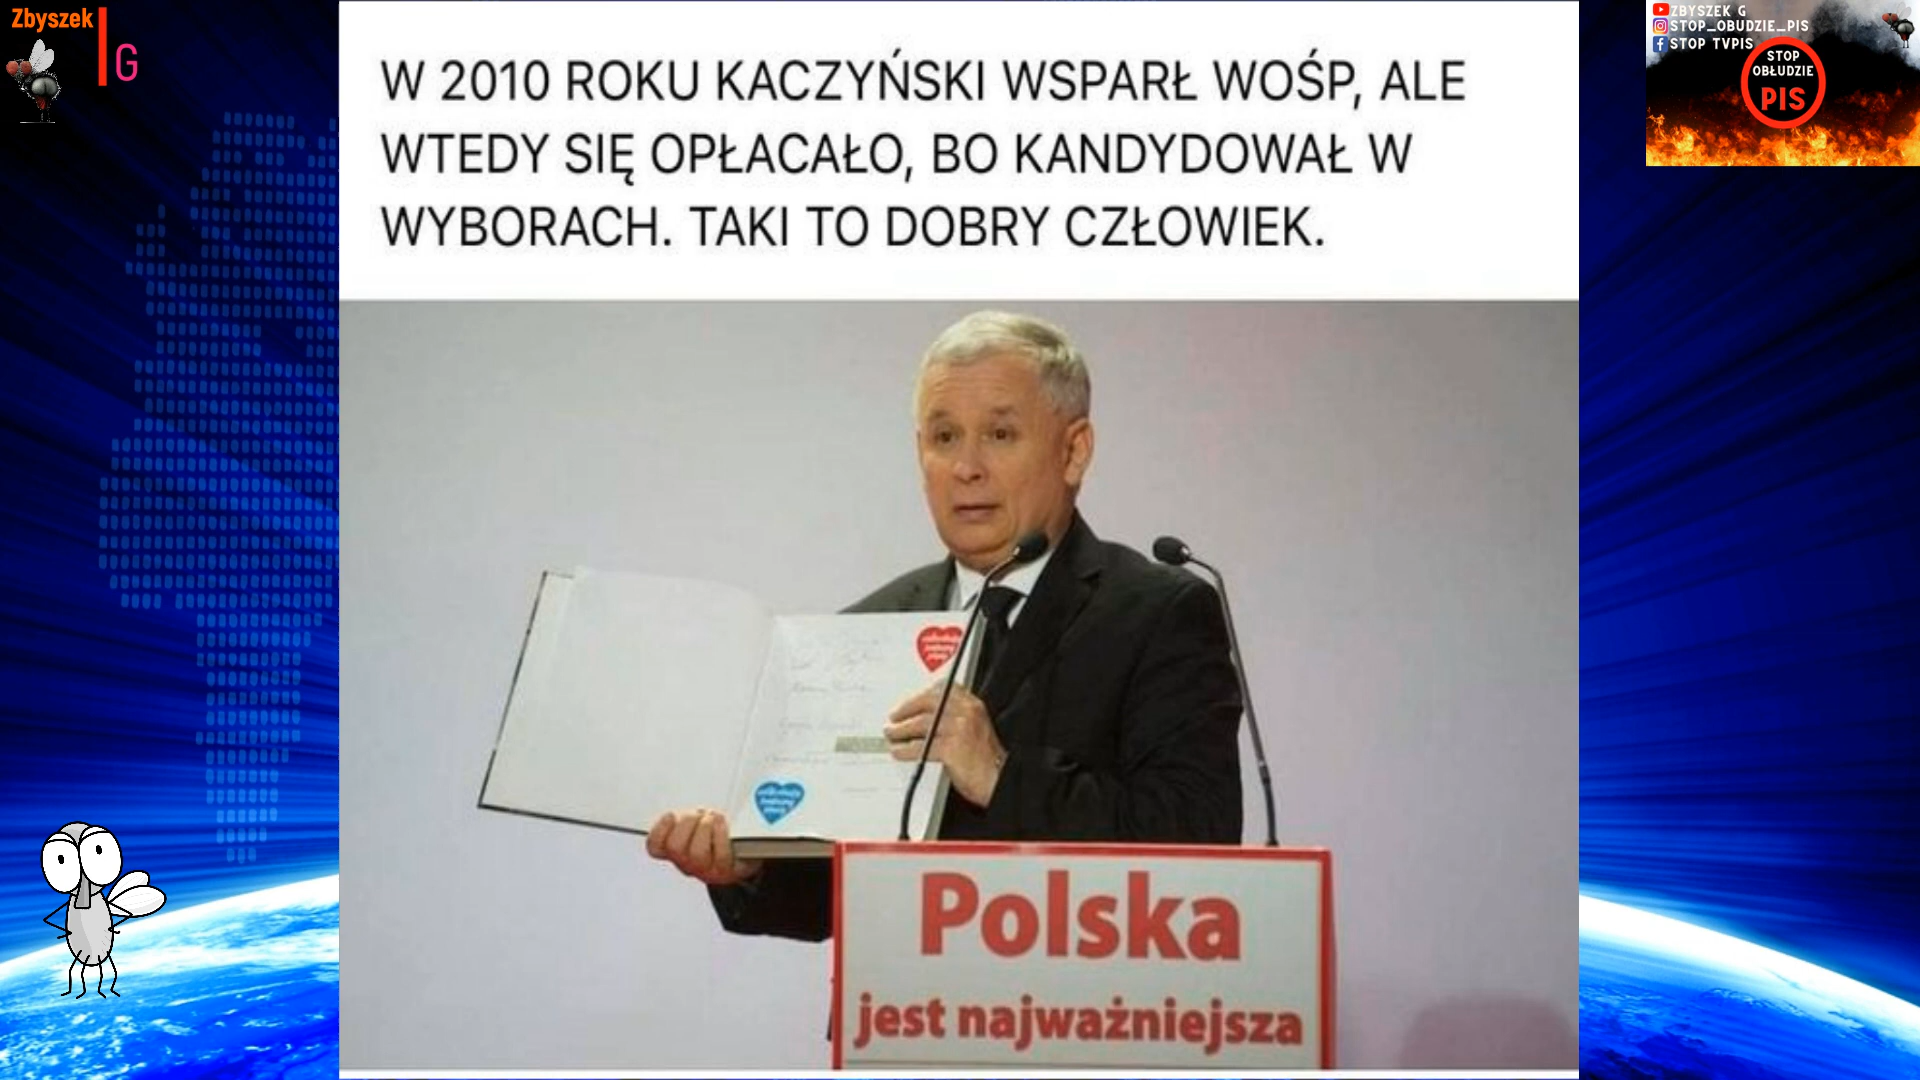 Zbyszek
G
ZBYSZEK G
STOP_OBUDZIE_PIS
STOP TVPIS
STOP
OBŁUDZIE
PIS
W 2010 ROKU KACZYŃSKI WSPARŁ WOŚP, ALE
WTEDY SIĘ OPŁACAŁO, BO KANDYDOWAŁ W
WYBORACH. TAKI TO DOBRY CZŁOWIEK.
Polska
jest najważniejsza